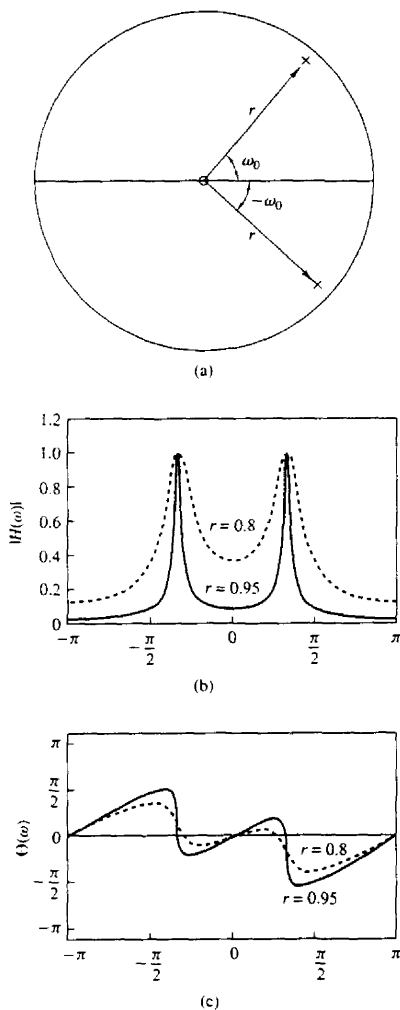 r
ω₀
−ω₀
r
(a)
|H(ω)|
1.2
1.0
0.8
0.6
0.4
0.2
0
r = 0.8
r = 0.95
−π
−π/2
0
π/2
π
(b)
Θ(ω)
π
π/2
0
−π/2
−π
r = 0.8
r = 0.95
−π
−π/2
0
π/2
π
(c)